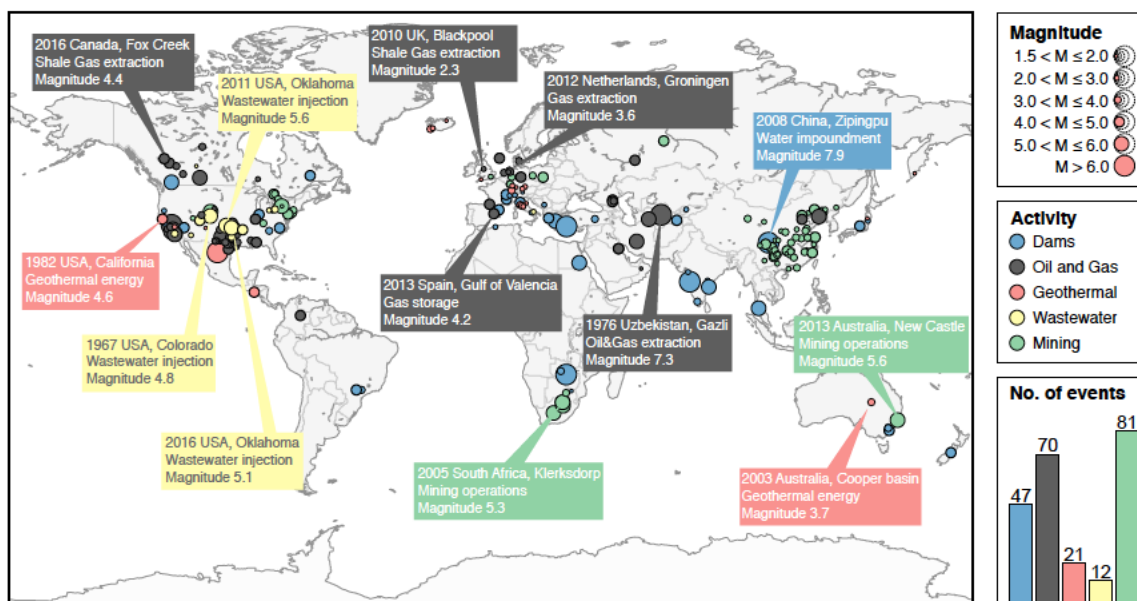 2016 Canada, Fox Creek
Shale Gas extraction
Magnitude 4.4
2010 UK, Blackpool
Shale Gas extraction
Magnitude 2.3
2011 USA, Oklahoma
Wastewater injection
Magnitude 5.6
2012 Netherlands, Groningen
Gas extraction
Magnitude 3.6
2008 China, Zipingpu
Water impoundment
Magnitude 7.9
1982 USA, California
Geothermal energy
Magnitude 4.6
2013 Spain, Gulf of Valencia
Gas storage
Magnitude 4.2
1976 Uzbekistan, Gazli
Oil&Gas extraction
Magnitude 7.3
2013 Australia, New Castle
Mining operations
Magnitude 5.6
1967 USA, Colorado
Wastewater injection
Magnitude 4.8
2016 USA, Oklahoma
Wastewater injection
Magnitude 5.1
2005 South Africa, Klerksdorp
Mining operations
Magnitude 5.3
2003 Australia, Cooper basin
Geothermal energy
Magnitude 3.7
Magnitude
1.5 < M ≤ 2.0
2.0 < M ≤ 3.0
3.0 < M ≤ 4.0
4.0 < M ≤ 5.0
5.0 < M ≤ 6.0
M > 6.0
Activity
Dams
Oil and Gas
Geothermal
Wastewater
Mining
No. of events
47
70
21
12
81